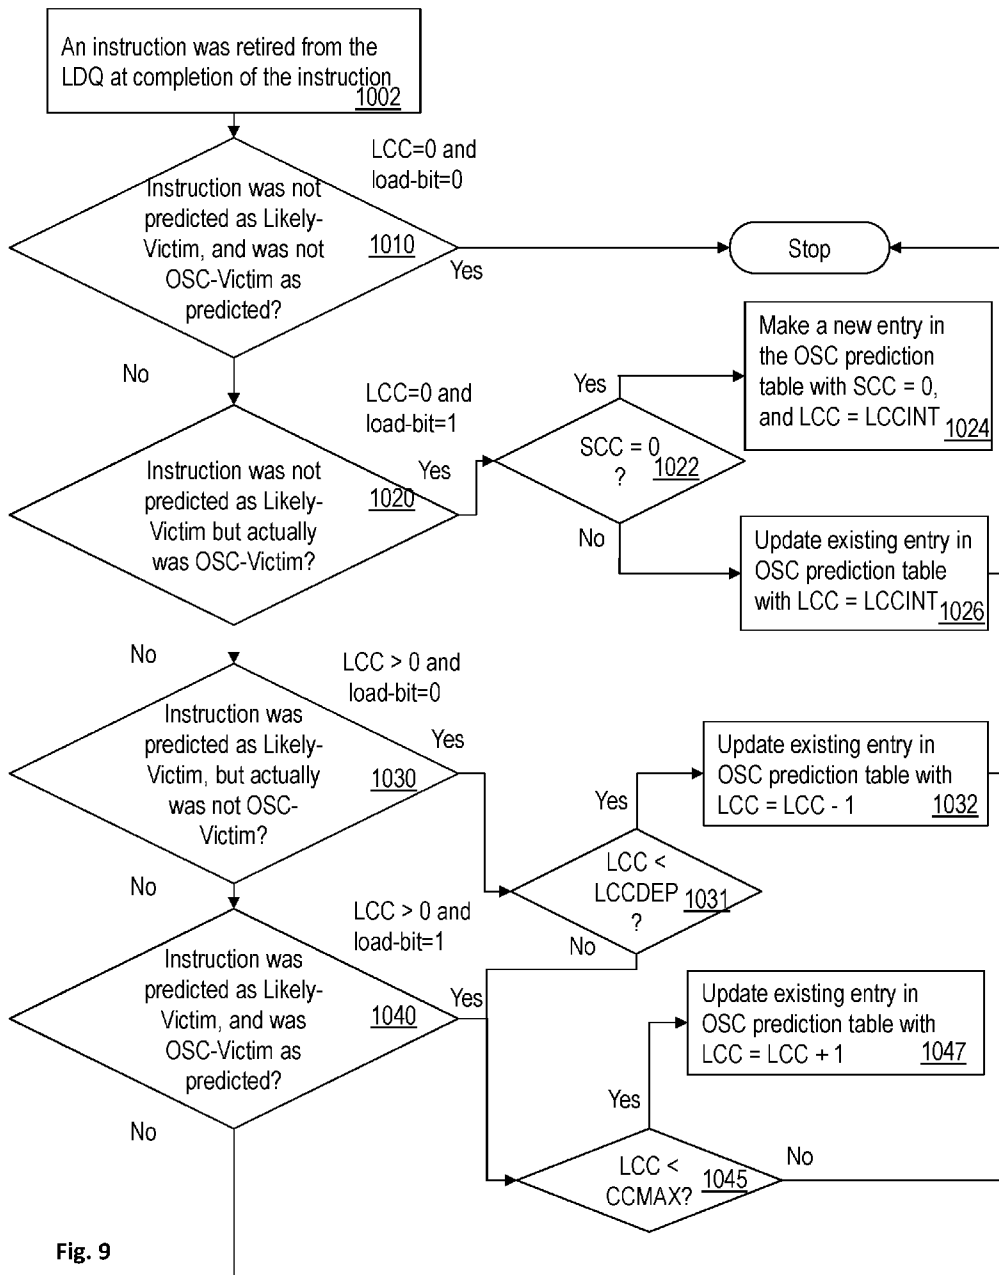 An instruction was retired from the
LDQ at completion of the instruction
1002
LCC=0 and
load-bit=0
Instruction was not
predicted as Likely-
Victim, and was not
OSC-Victim as
predicted?
1010
Yes
Stop
No
LCC=0 and
load-bit=1
Instruction was not
predicted as Likely-
Victim but actually
was OSC-Victim?
1020
Yes
SCC = 0
?
1022
Yes
Make a new entry in
the OSC prediction
table with SCC = 0,
and LCC = LCCINT
1024
No
Update existing entry in
OSC prediction table
with LCC = LCCINT
1026
No
LCC > 0 and
load-bit=0
Instruction was
predicted as Likely-
Victim, but actually
was not OSC-
Victim?
1030
Yes
LCC <
LCCDEP
?
1031
Yes
Update existing entry in
OSC prediction table with
LCC = LCC - 1
1032
No
No
LCC > 0 and
load-bit=1
Instruction was
predicted as Likely-
Victim, and was
OSC-Victim as
predicted?
1040
Yes
Update existing entry in
OSC prediction table with
LCC = LCC + 1
1047
Yes
LCC <
CCMAX?
1045
No
No
Fig. 9